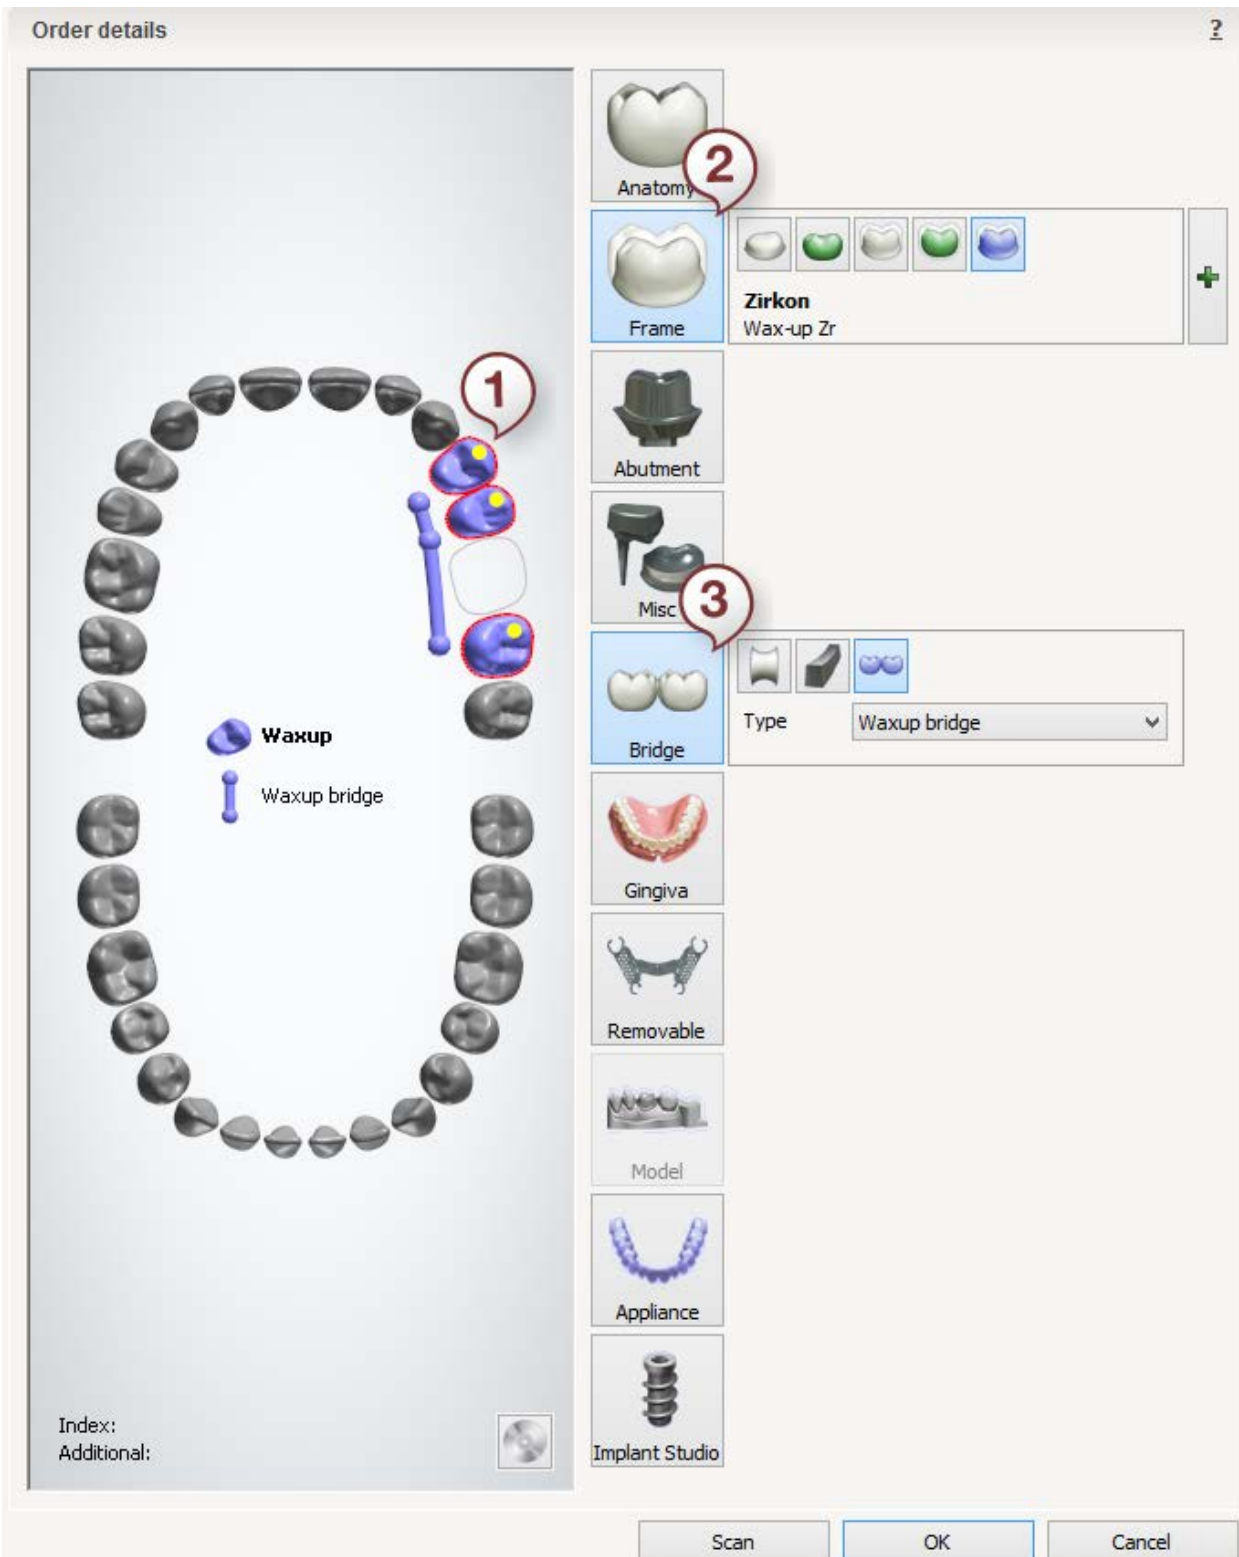 Order details
?
Anatomy
2
Zirkon
Wax-up Zr
Frame
1
Abutment
Misc
3
Type
Waxup bridge
Bridge
Waxup
Waxup bridge
Gingiva
Removable
Model
Appliance
Implant Studio
Index:
Additional:
Scan
OK
Cancel